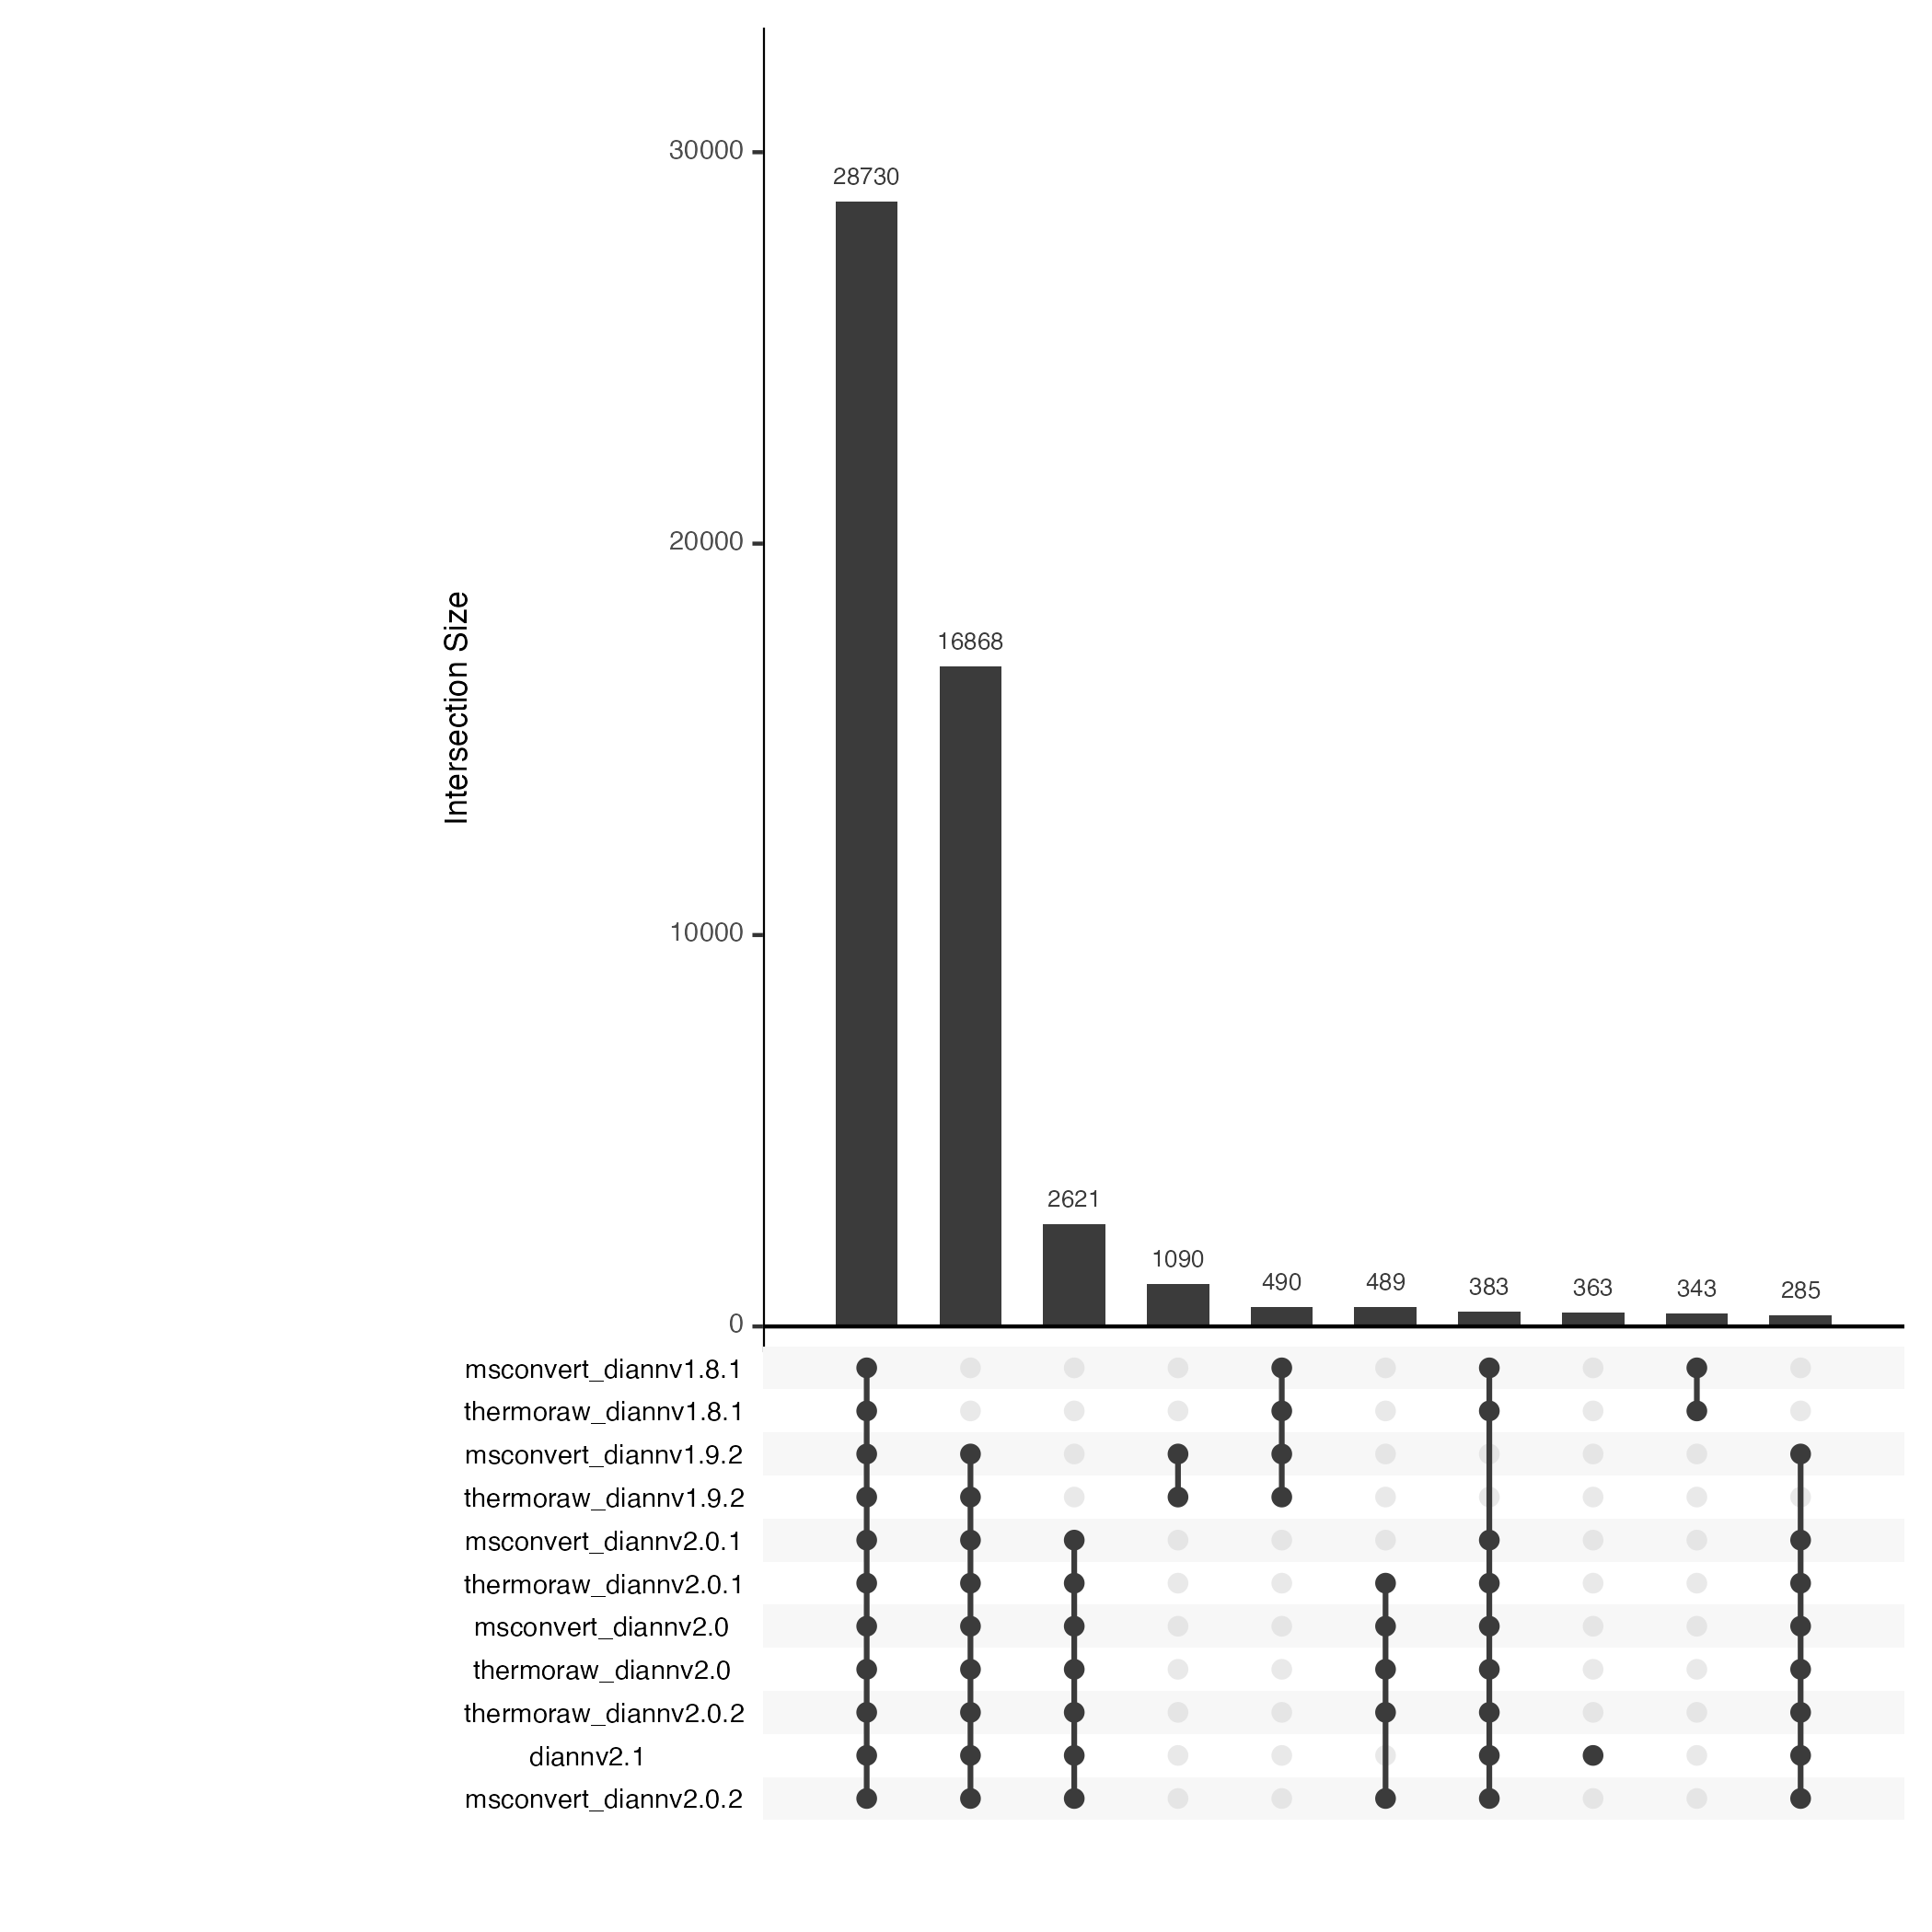 30000
28730
20000
16868
Intersection Size
10000
2621
1090
490
489
383
363
343
285
0
msconvert_diannv1.8.1
thermoraw_diannv1.8.1
msconvert_diannv1.9.2
thermoraw_diannv1.9.2
msconvert_diannv2.0.1
thermoraw_diannv2.0.1
msconvert_diannv2.0
thermoraw_diannv2.0
thermoraw_diannv2.0.2
diannv2.1
msconvert_diannv2.0.2